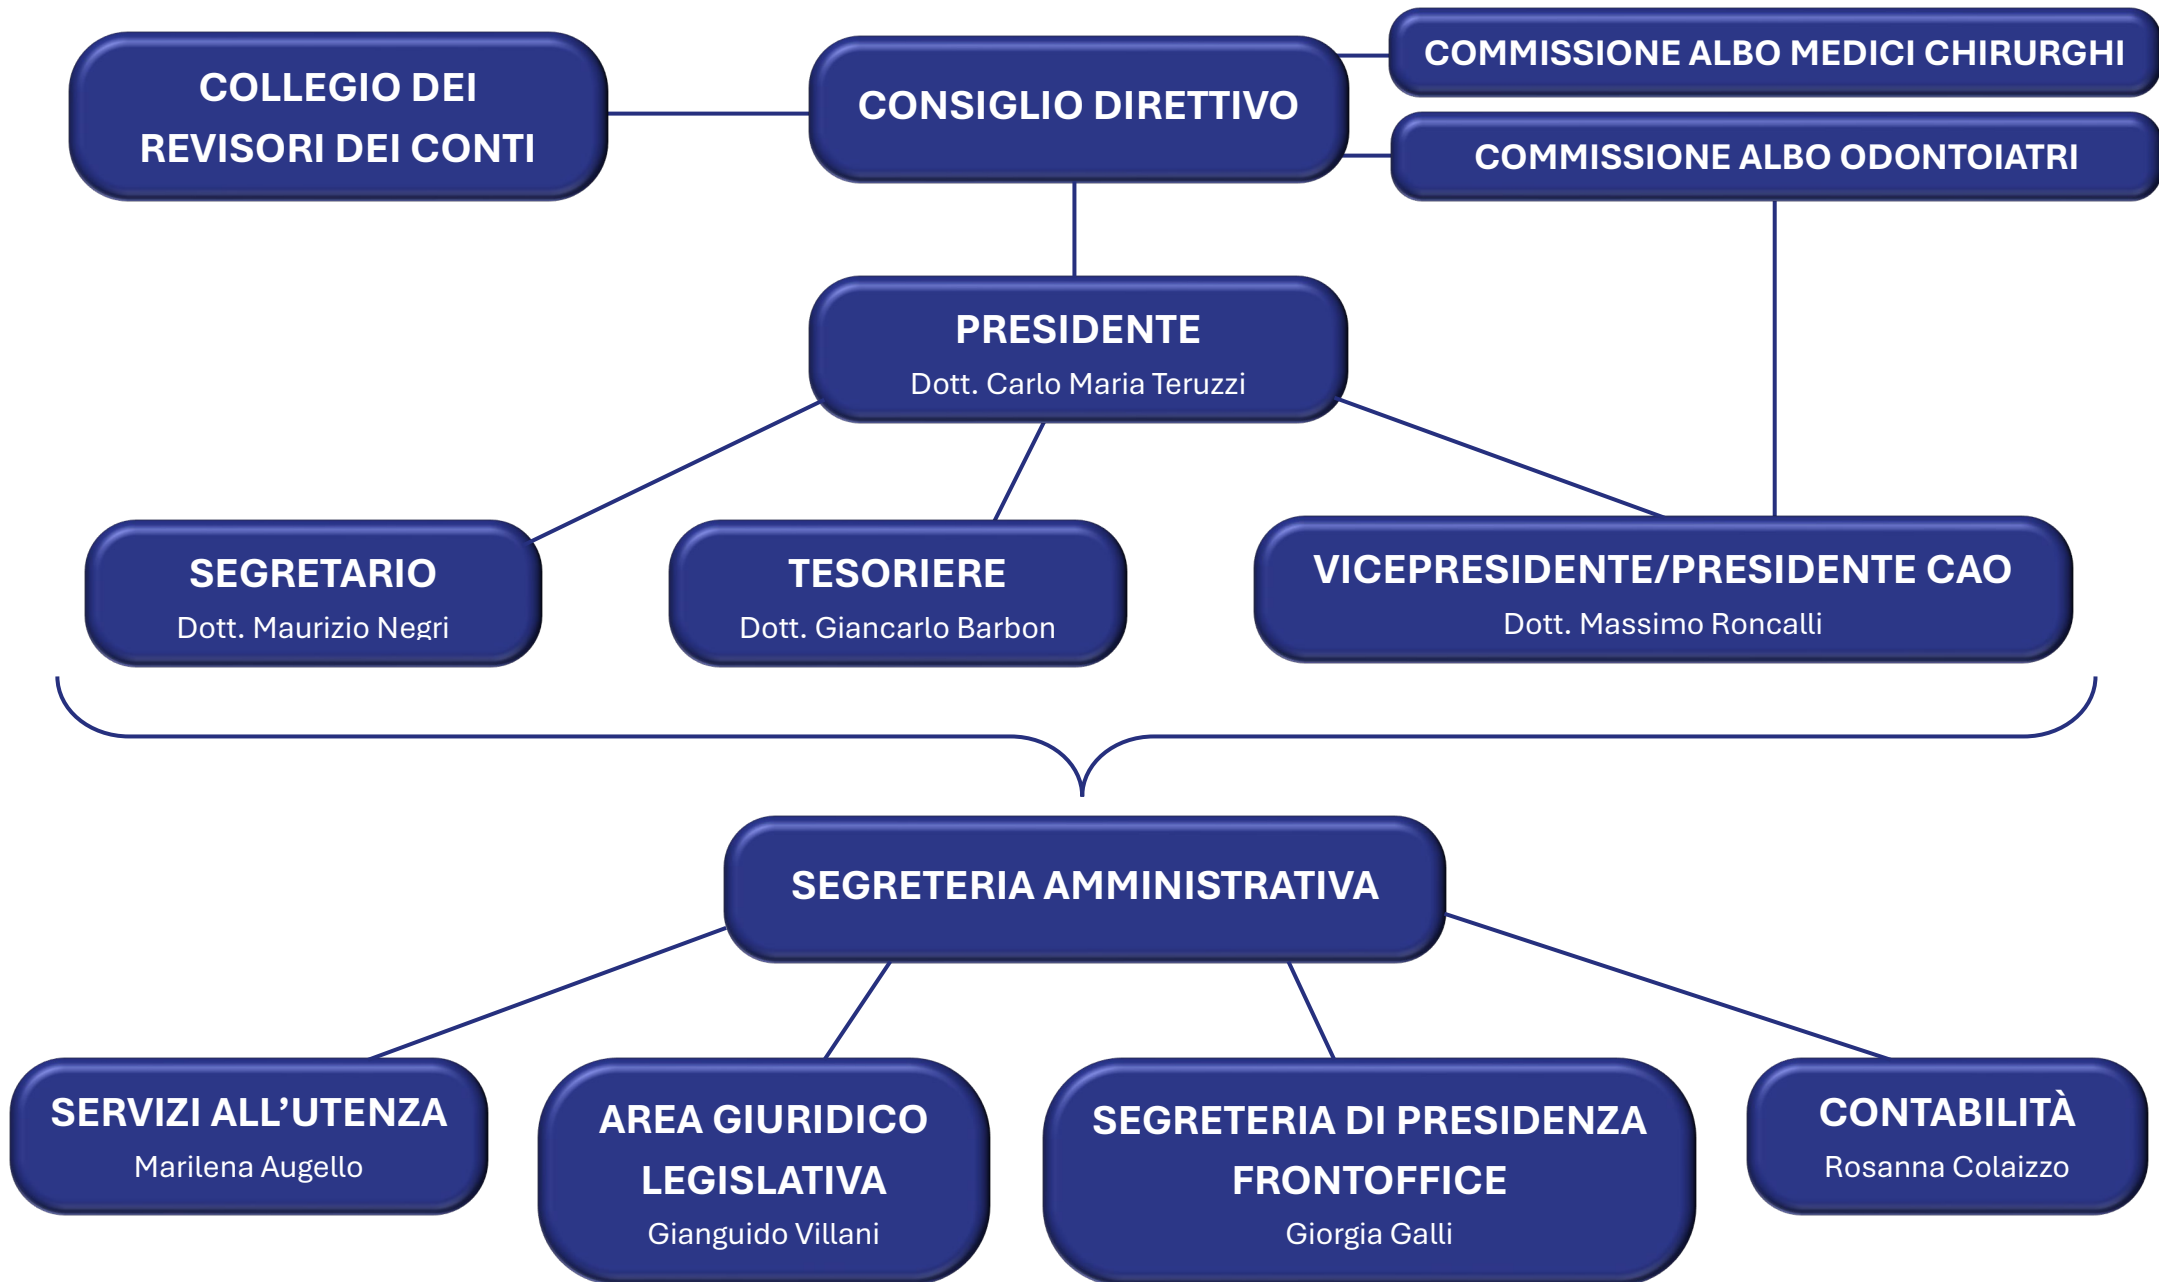 COLLEGIO DEI
REVISORI DEI CONTI
CONSIGLIO DIRETTIVO
COMMISSIONE ALBO MEDICI CHIRURGHI
COMMISSIONE ALBO ODONTOIATRI
PRESIDENTE
Dott. Carlo Maria Teruzzi
SEGRETARIO
Dott. Maurizio Negri
TESORIERE
Dott. Giancarlo Barbon
VICEPRESIDENTE/PRESIDENTE CAO
Dott. Massimo Roncalli
SEGRETERIA AMMINISTRATIVA
SERVIZI ALL’UTENZA
Marilena Augello
AREA GIURIDICO
LEGISLATIVA
Gianguido Villani
SEGRETERIA DI PRESIDENZA
FRONTOFFICE
Giorgia Galli
CONTABILITÀ
Rosanna Colaizzo